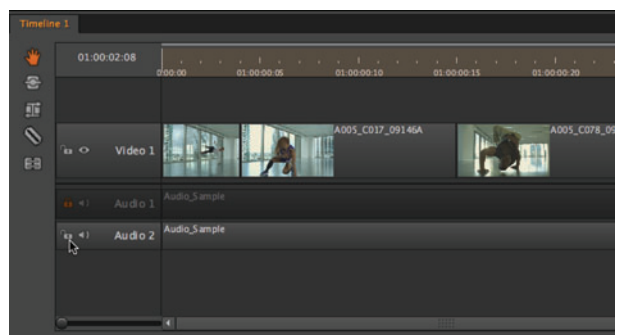 Timeline 1
01:00:02:08
0:00:00 01:00:00:05 01:00:00:10 01:00:00:15 01:00:00:20
Video 1 A005_C017_09146A A005_C078_09
Audio 1 Audio_Sample
Audio 2 Audio_Sample